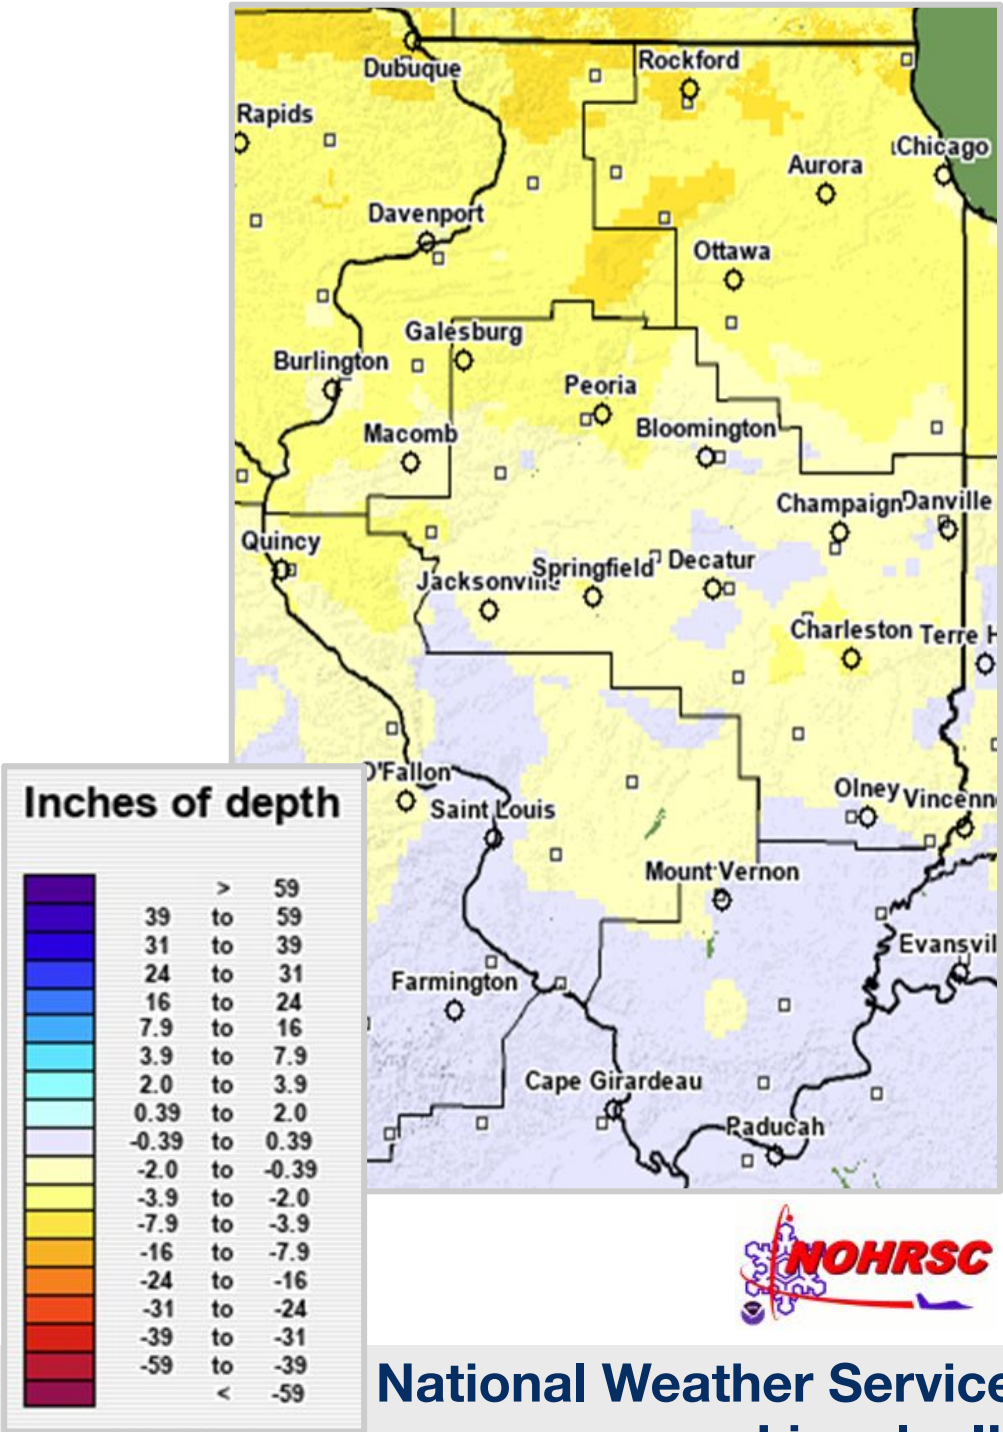 Dubuque
Rockford
Rapids
Chicago
Aurora
Davenport
Ottawa
Galesburg
Burlington
Peoria
Macomb
Bloomington
Champaign Danville
Quincy
Jacksonville Springfield Decatur
Charleston Terre H
O'Fallon
Saint Louis
Olney Vincenn
Mount Vernon
Evansvil
Farmington
Cape Girardeau
Paducah
Inches of depth
> 59
39 to 59
31 to 39
24 to 31
16 to 24
7.9 to 16
3.9 to 7.9
2.0 to 3.9
0.39 to 2.0
-0.39 to 0.39
-2.0 to -0.39
-3.9 to -2.0
-7.9 to -3.9
-16 to -7.9
-24 to -16
-31 to -24
-39 to -31
-59 to -39
< -59
NOHRSC
National Weather Service